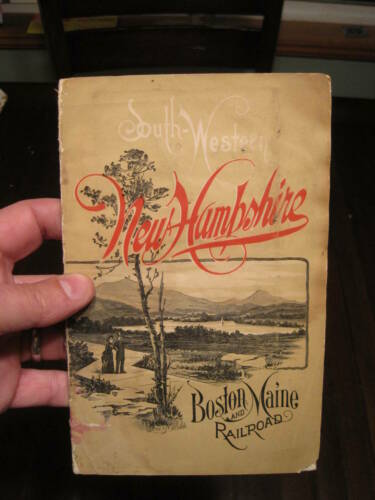 South-Western
New Hampshire
Boston AND Maine
RAILROAD